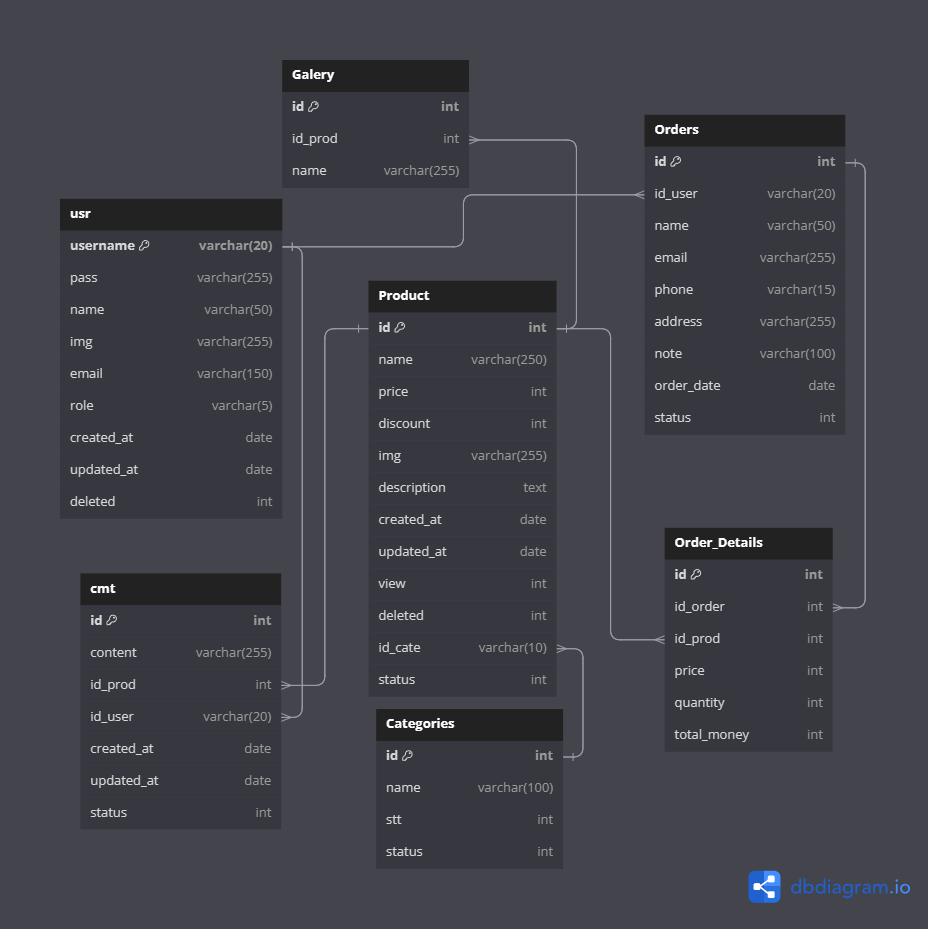 Galery
id int
id_prod int
name varchar(255)
Orders
id int
id_user varchar(20)
name varchar(50)
email varchar(255)
phone varchar(15)
address varchar(255)
note varchar(100)
order_date date
status int
usr
username varchar(20)
pass varchar(255)
name varchar(50)
img varchar(255)
email varchar(150)
role varchar(5)
created_at date
updated_at date
deleted int
Product
id int
name varchar(250)
price int
discount int
img varchar(255)
description text
created_at date
updated_at date
view int
deleted int
id_cate varchar(10)
status int
Order_Details
id int
id_order int
id_prod int
price int
quantity int
total_money int
cmt
id int
content varchar(255)
id_prod int
id_user varchar(20)
created_at date
updated_at date
status int
Categories
id int
name varchar(100)
stt int
status int
dbdiagram.io